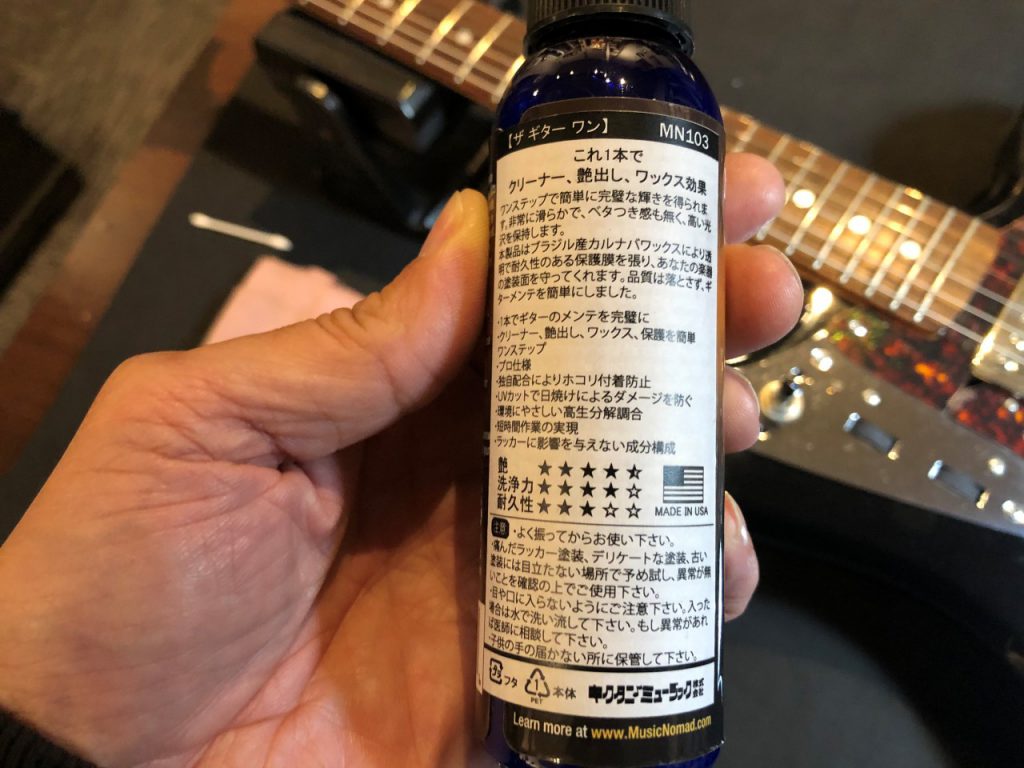 【ザ ギター ワン】 MN103
これ1本で
クリーナー、艶出し、ワックス効果
ワンステップで簡単に完璧な輝きを得られま
す。非常に滑らかで、ベタつき感も無く、高い光
沢を保持します。
本製品はブラジル産カルナバワックスにより透
明で耐久性のある保護膜を張り、あなたの楽器
の塗装面を守ってくれます。品質は落とさず、ギ
ターメンテを簡単にしました。
・1本でギターのメンテを完璧に
・クリーナー、艶出し、ワックス、保護を簡単
ワンステップ
・プロ仕様
・独自配合によりホコリ付着防止
・UVカットで日焼けによるダメージを防ぐ
・環境にやさしい高生分解調合
・短時間作業の実現
・ラッカーに影響を与えない成分構成
艶
洗浄力
耐久性
MADE IN USA
注意 ・よく振ってからお使い下さい。
・痛んだラッカー塗装、デリケートな塗装、古い
塗装には目立たない場所で予め試し、異常が無
いことを確認の上でご使用下さい。
・目や口に入らないようにご注意下さい。入った
場合は水で洗い流して下さい。もし異常があれ
ば医師に相談して下さい。
・子供の手の届かない所に保管して下さい。
プラ フタ 1 PET 本体 キクタニミュージック株式会社
Learn more at www.MusicNomad.com